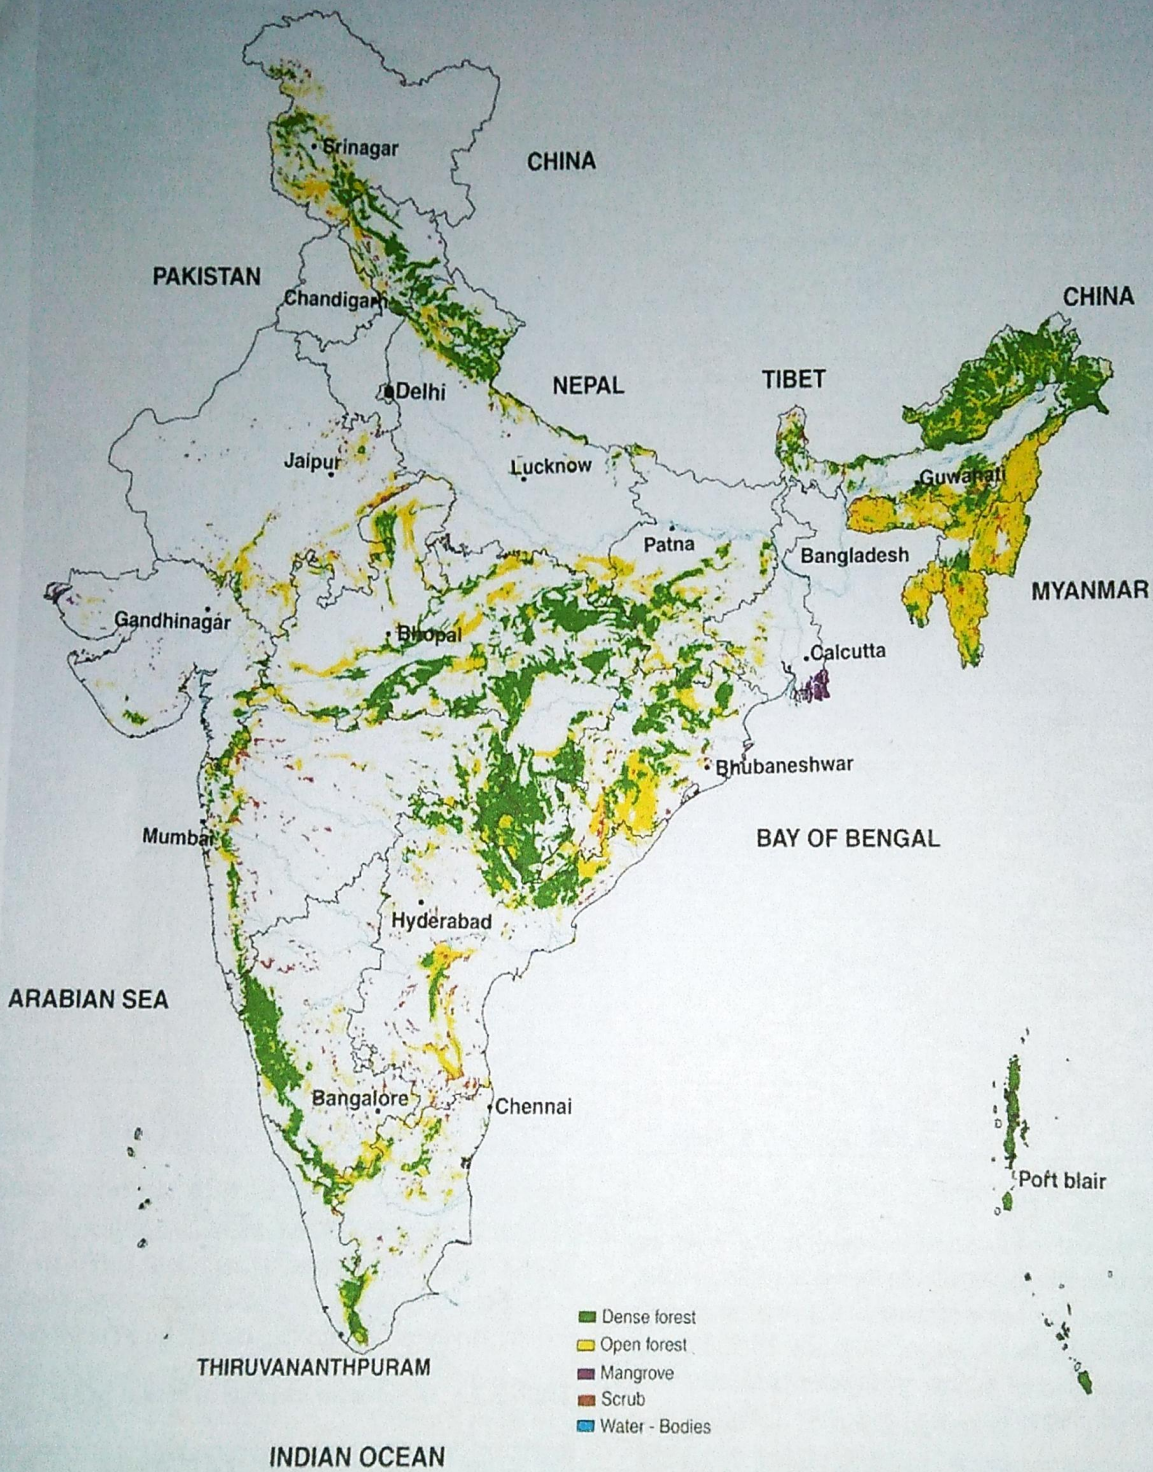 Srinagar
CHINA
PAKISTAN
Chandigarh
CHINA
Delhi
NEPAL
TIBET
Jaipur
Lucknow
Guwahati
Patna
Bangladesh
MYANMAR
Gandhinagar
Bhopal
Calcutta
Bhubaneshwar
Mumbai
BAY OF BENGAL
Hyderabad
ARABIAN SEA
Bangalore
Chennai
Port blair
Dense forest
Open forest
THIRUVANANTHPURAM
Mangrove
Scrub
Water - Bodies
INDIAN OCEAN